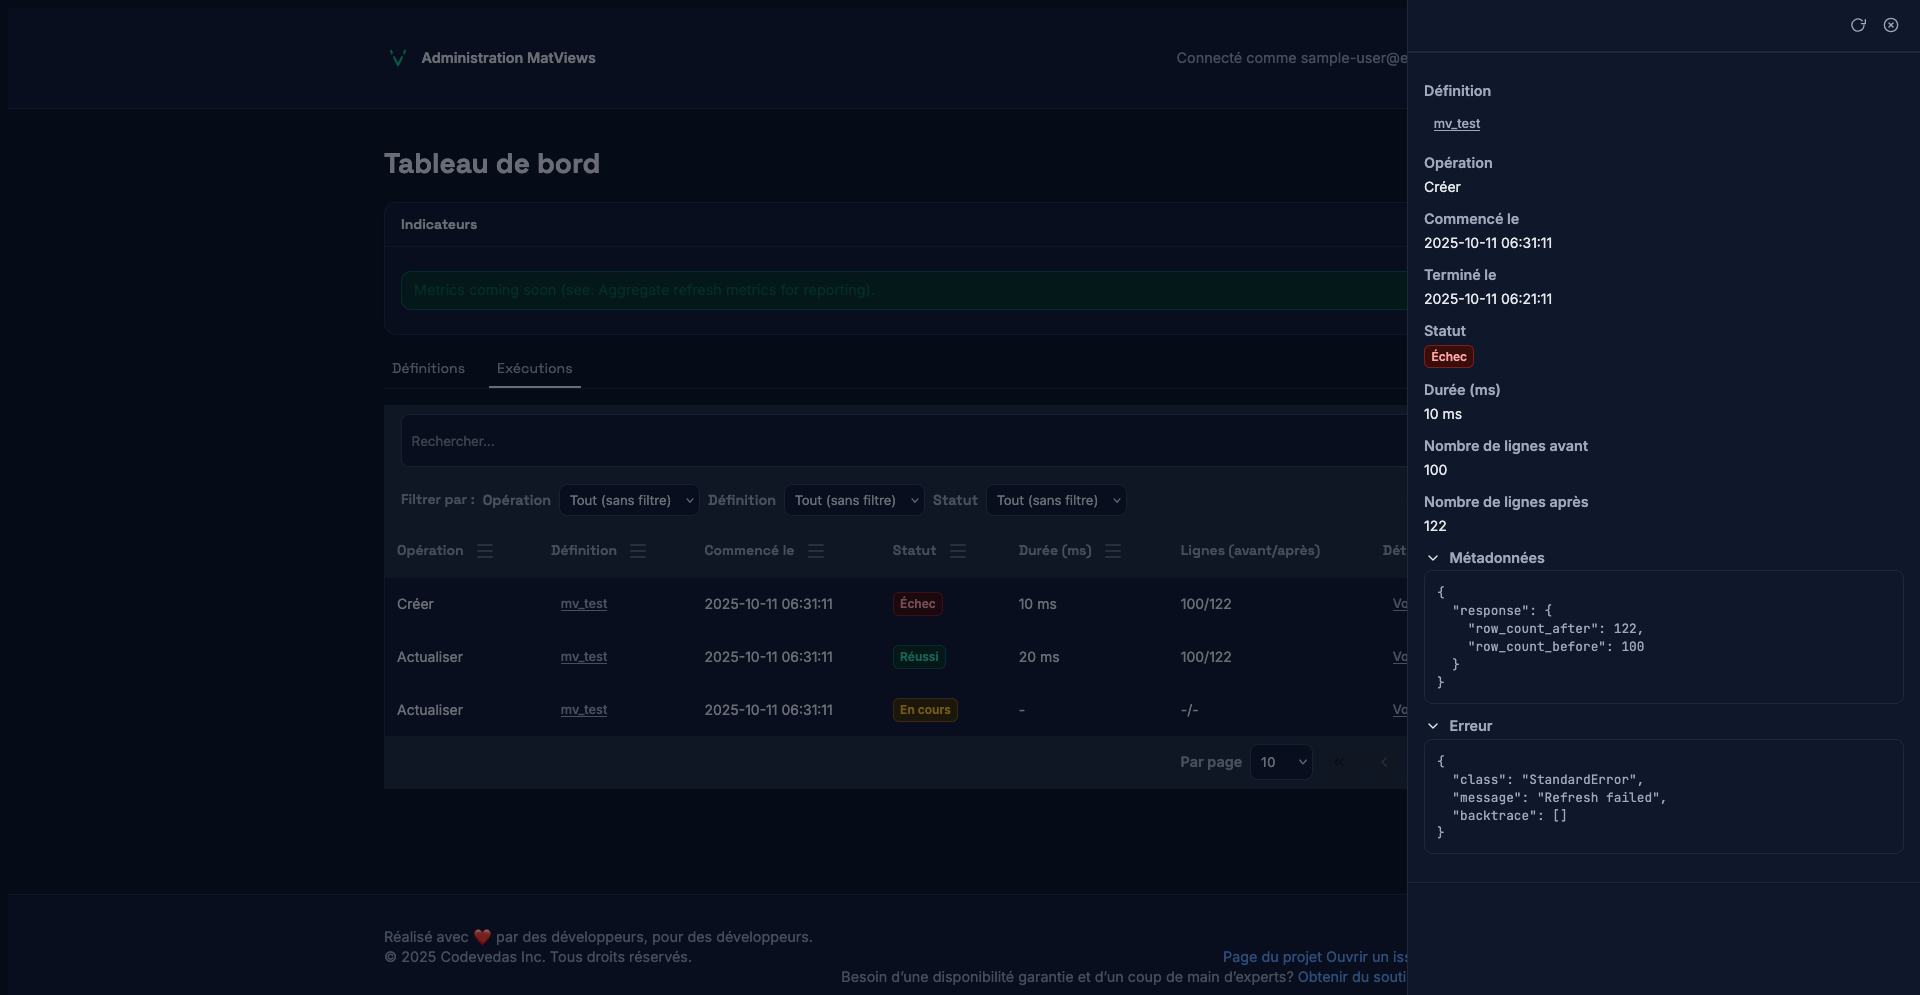 Administration MatViews
Connecté comme sample-user@e
Tableau de bord
Indicateurs
Metrics coming soon (see: Aggregate refresh metrics for reporting).
Définitions Exécutions
Rechercher...
Filtrer par : Opération Tout (sans filtre) Définition Tout (sans filtre) Statut Tout (sans filtre)
Opération Définition Commencé le Statut Durée (ms) Lignes (avant/après) Dét
Créer mv_test 2025-10-11 06:31:11 Échec 10 ms 100/122 Vo
Actualiser mv_test 2025-10-11 06:31:11 Réussi 20 ms 100/122 Vo
Actualiser mv_test 2025-10-11 06:31:11 En cours - -/- Vo
Par page 10 « ‹
Réalisé avec ❤️ par des développeurs, pour des développeurs.
© 2025 Codevedas Inc. Tous droits réservés.
Page du projet Ouvrir un iss
Besoin d’une disponibilité garantie et d’un coup de main d’experts? Obtenir du souti
Définition
mv_test
Opération
Créer
Commencé le
2025-10-11 06:31:11
Terminé le
2025-10-11 06:21:11
Statut
Échec
Durée (ms)
10 ms
Nombre de lignes avant
100
Nombre de lignes après
122
Métadonnées
{
  "response": {
    "row_count_after": 122,
    "row_count_before": 100
  }
}
Erreur
{
  "class": "StandardError",
  "message": "Refresh failed",
  "backtrace": []
}